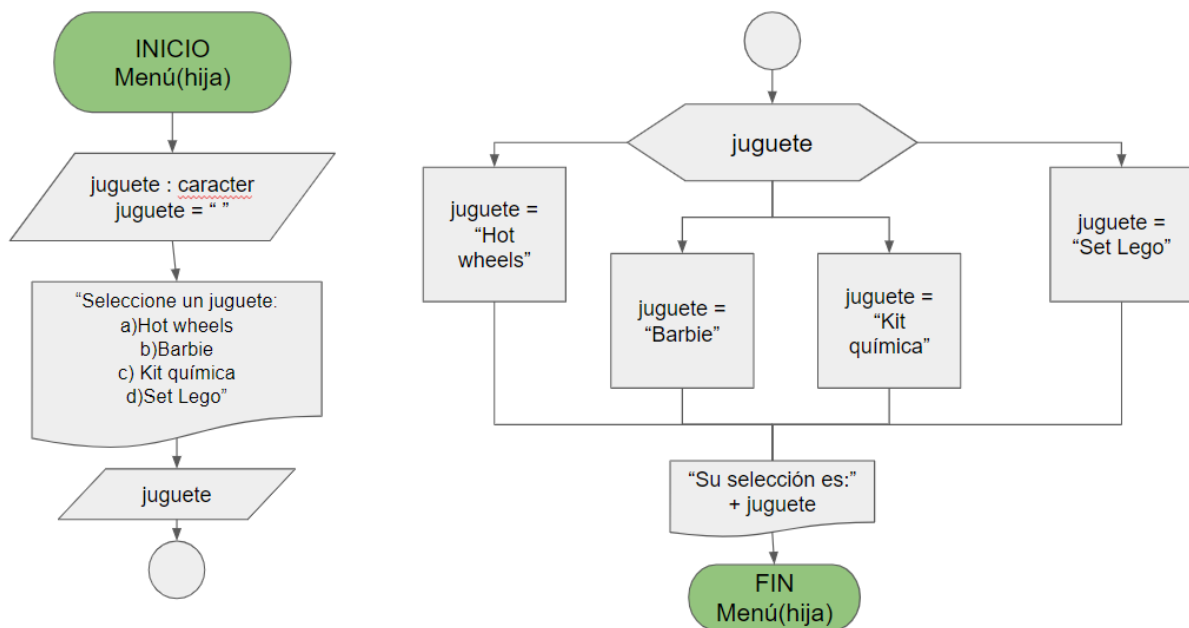 INICIO
Menú(hija)
juguete : caracter
juguete = “ ”
“Seleccione un juguete:
a)Hot wheels
b)Barbie
c) Kit química
d)Set Lego”
juguete
juguete
juguete =
“Hot
wheels”
juguete =
“Barbie”
juguete =
“Kit
química”
juguete =
“Set Lego”
“Su selección es:”
+ juguete
FIN
Menú(hija)